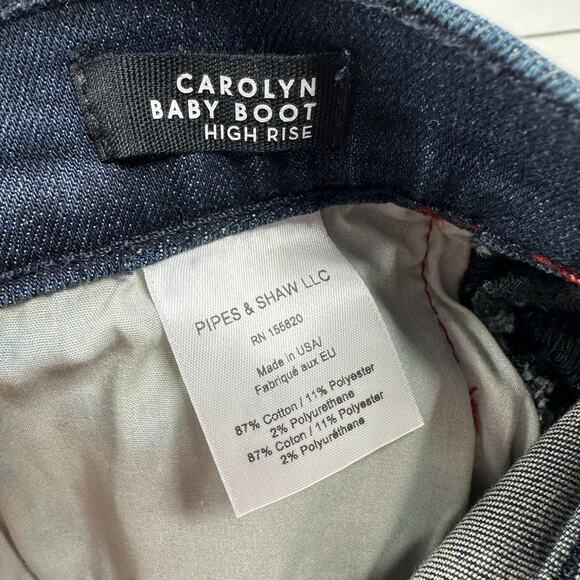 CAROLYN
BABY BOOT
HIGH RISE
PIPES & SHAW LLC
RN 155820
Made in USA/
Fabriqué aux EU
87% Cotton / 11% Polyester
2% Polyurethane
87% Coton / 11% Polyester
2% Polyuréthane